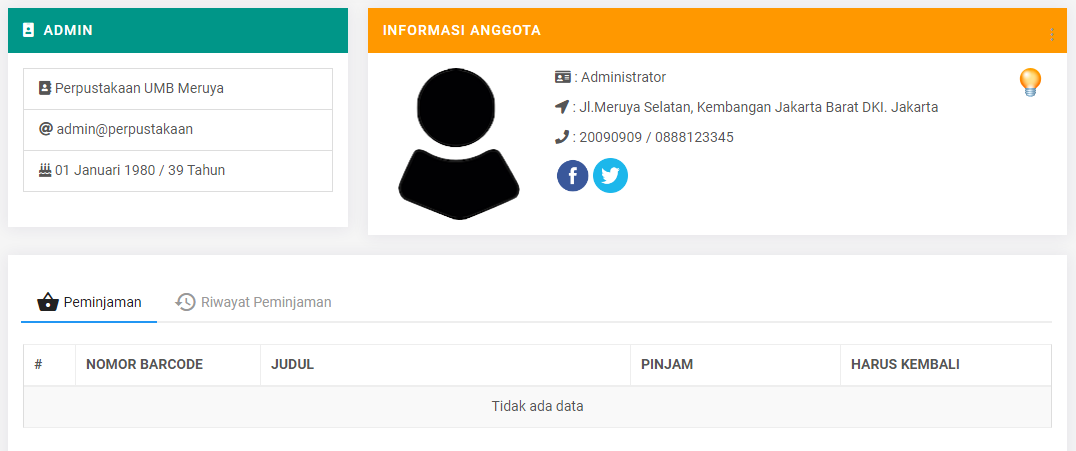 ADMIN
Perpustakaan UMB Meruya
admin@perpustakaan
01 Januari 1980 / 39 Tahun
INFORMASI ANGGOTA
: Administrator
: Jl.Meruya Selatan, Kembangan Jakarta Barat DKI. Jakarta
: 20090909 / 0888123345
Peminjaman Riwayat Peminjaman
# NOMOR BARCODE JUDUL PINJAM HARUS KEMBALI
Tidak ada data